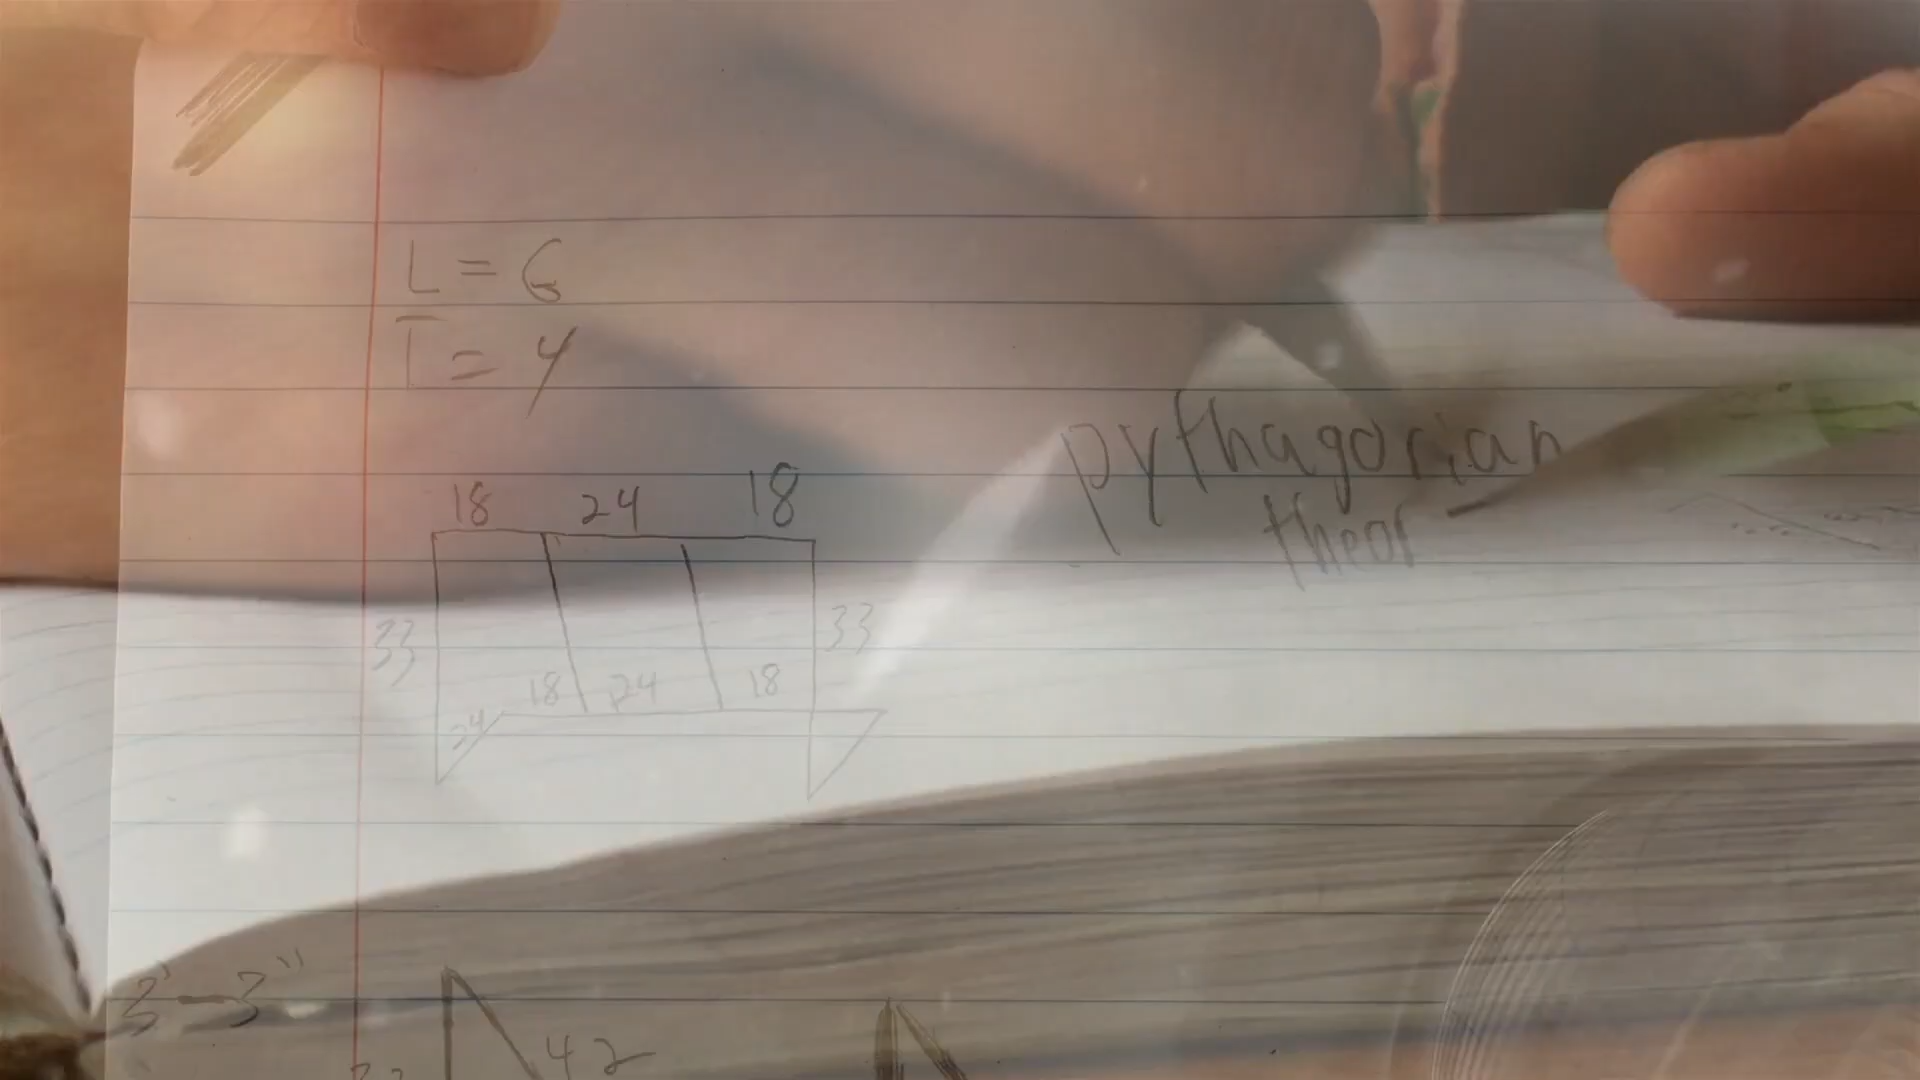 L = 6
T = 4
pythagorian
theor
18 24 18
33 33
18 24 18
24
3' - 3"
42